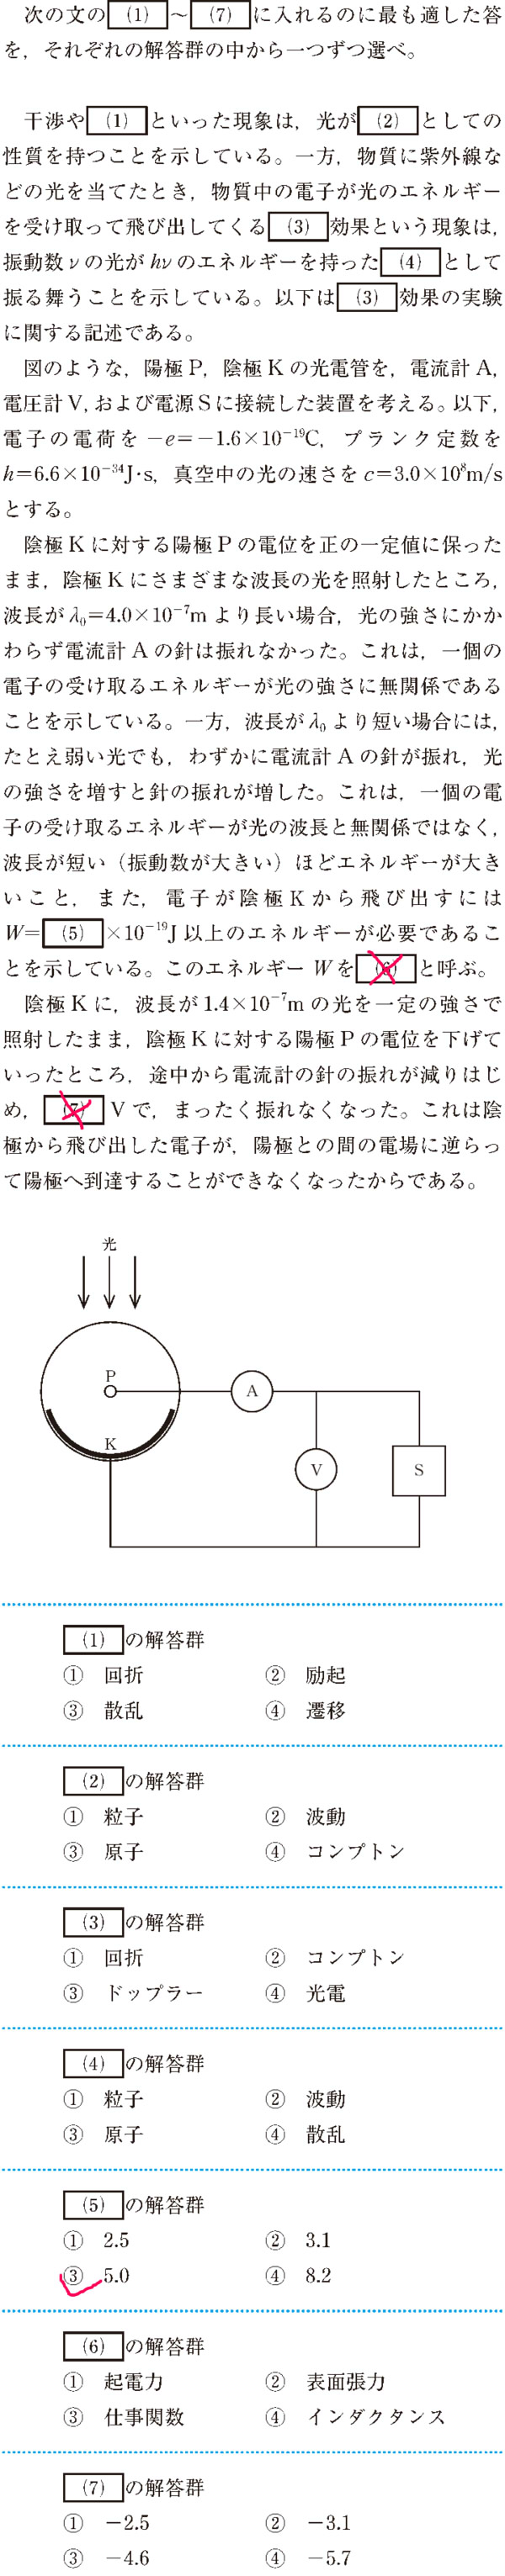 次の文の (1) ～ (7) に入れるのに最も適した答
を，それぞれの解答群の中から一つずつ選べ。
干渉や (1) といった現象は，光が (2) としての
性質を持つことを示している。一方，物質に紫外線な
どの光を当てたとき，物質中の電子が光のエネルギー
を受け取って飛び出してくる (3) 効果という現象は，
振動数νの光がhνのエネルギーを持った (4) として
振る舞うことを示している。以下は (3) 効果の実験
に関する記述である。
図のような，陽極P，陰極Kの光電管を，電流計A，
電圧計V，および電源Sに接続した装置を考える。以下，
電子の電荷を −e=−1.6×10⁻¹⁹C，プランク定数を
h=6.6×10⁻³⁴J·s，真空中の光の速さをc=3.0×10⁸m/s
とする。
陰極Kに対する陽極Pの電位を正の一定値に保った
まま，陰極Kにさまざまな波長の光を照射したところ，
波長がλ₀=4.0×10⁻⁷mより長い場合，光の強さにかか
わらず電流計Aの針は振れなかった。これは，一個の
電子の受け取るエネルギーが光の強さに無関係である
ことを示している。一方，波長がλ₀より短い場合には，
たとえ弱い光でも，わずかに電流計Aの針が振れ，光
の強さを増すと針の振れが増した。これは，一個の電
子の受け取るエネルギーが光の波長と無関係ではなく，
波長が短い（振動数が大きい）ほどエネルギーが大き
いこと，また，電子が陰極Kから飛び出すには
W= (5) ×10⁻¹⁹J以上のエネルギーが必要であるこ
とを示している。このエネルギーWを (6) と呼ぶ。
陰極Kに，波長が1.4×10⁻⁷mの光を一定の強さで
照射したまま，陰極Kに対する陽極Pの電位を下げて
いったところ，途中から電流計の針の振れが減りはじ
め， (7) Vで，まったく振れなくなった。これは陰
極から飛び出した電子が，陽極との間の電場に逆らっ
て陽極へ到達することができなくなったからである。
光
P
A
K
V
S
(1) の解答群
① 回折 ② 励起
③ 散乱 ④ 遷移
(2) の解答群
① 粒子 ② 波動
③ 原子 ④ コンプトン
(3) の解答群
① 回折 ② コンプトン
③ ドップラー ④ 光電
(4) の解答群
① 粒子 ② 波動
③ 原子 ④ 散乱
(5) の解答群
① 2.5 ② 3.1
③ 5.0 ④ 8.2
(6) の解答群
① 起電力 ② 表面張力
③ 仕事関数 ④ インダクタンス
(7) の解答群
① −2.5 ② −3.1
③ −4.6 ④ −5.7